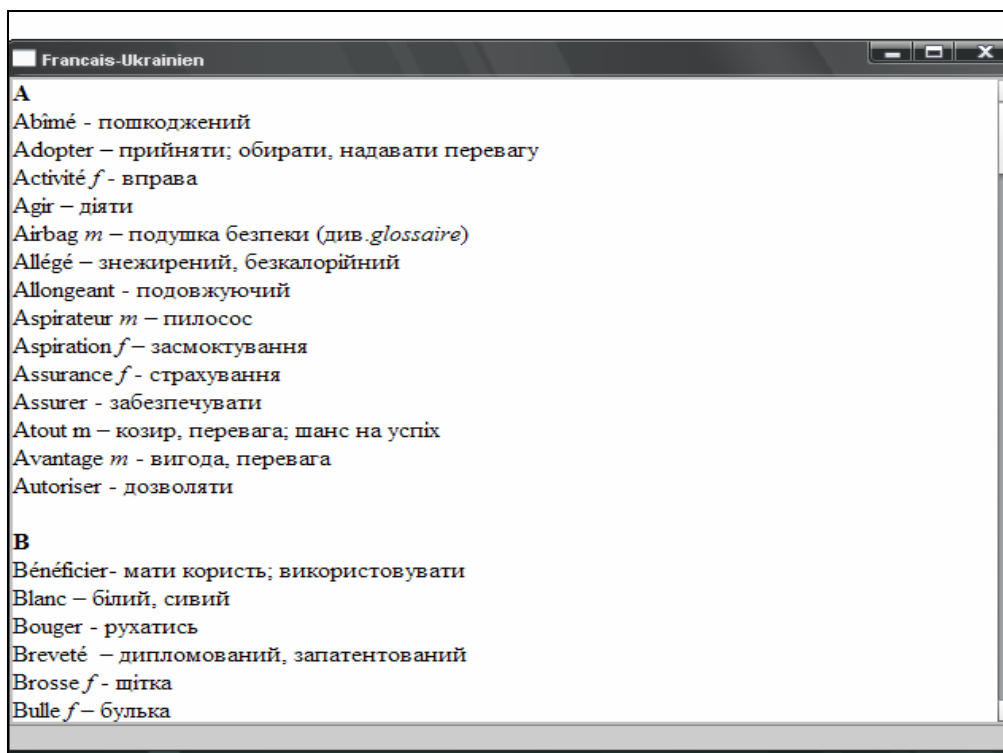 Francais-Ukrainien
A
Abîmé - пошкоджений
Adopter – прийняти; обирати, надавати перевагу
Activité f - вправа
Agir – діяти
Airbag m – подушка безпеки (див.glossaire)
Allégé – знежирений, безкалорійний
Allongeant - подовжуючий
Aspirateur m – пилосос
Aspiration f – засмоктування
Assurance f - страхування
Assurer - забезпечувати
Atout m – козир, перевага; шанс на успіх
Avantage m - вигода, перевага
Autoriser - дозволяти
B
Bénéficier- мати користь; використовувати
Blanc – білий, сивий
Bouger - рухатись
Breveté – дипломований, запатентований
Brosse f - щітка
Bulle f – булька